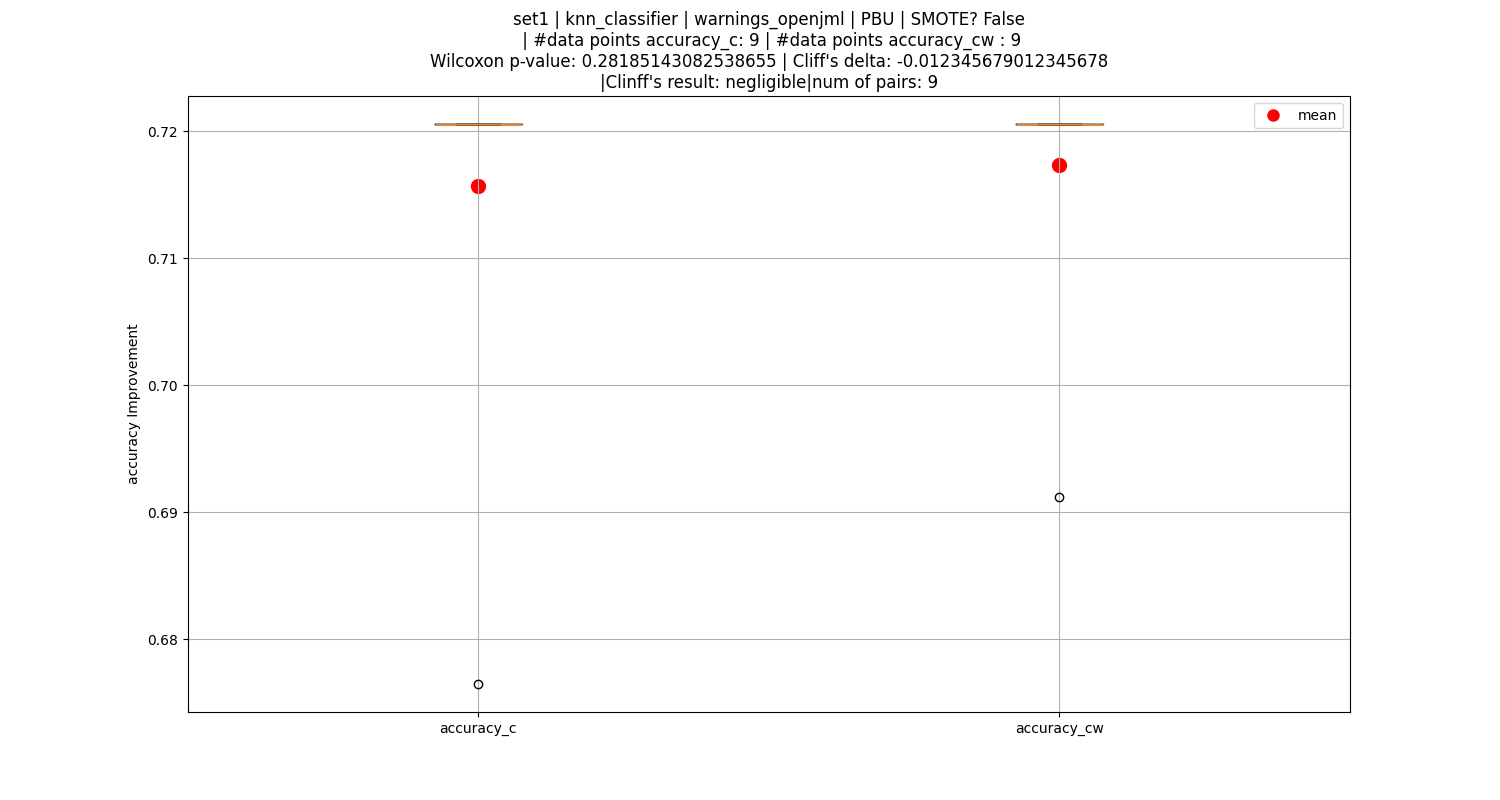 set1 | knn_classifier | warnings_openjml | PBU | SMOTE? False
| #data points accuracy_c: 9 | #data points accuracy_cw : 9
Wilcoxon p-value: 0.28185143082538655 | Cliff's delta: -0.012345679012345678
|Clinff's result: negligible|num of pairs: 9
mean
0.72
0.71
0.70
0.69
0.68
accuracy Improvement
accuracy_c
accuracy_cw